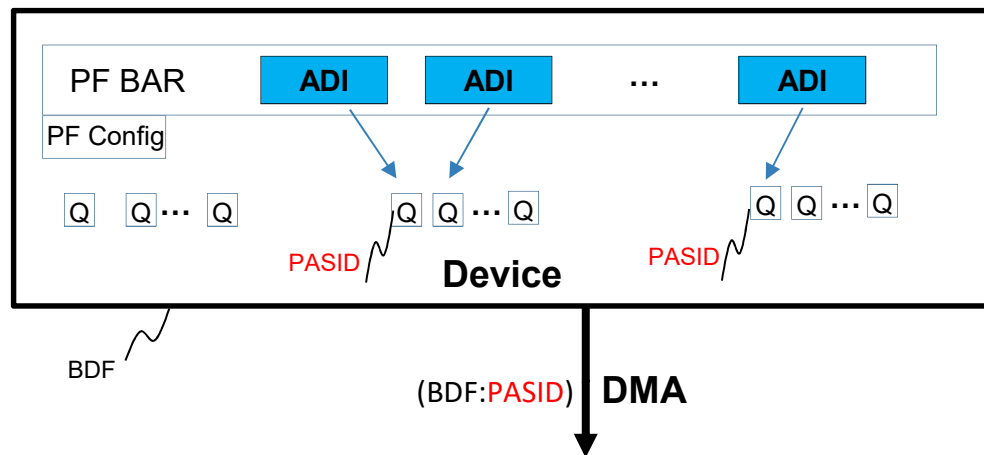 PF BAR ADI ADI ... ADI
PF Config
Q Q... Q Q Q...Q Q Q ...Q
PASID PASID
Device
BDF
(BDF:PASID) DMA